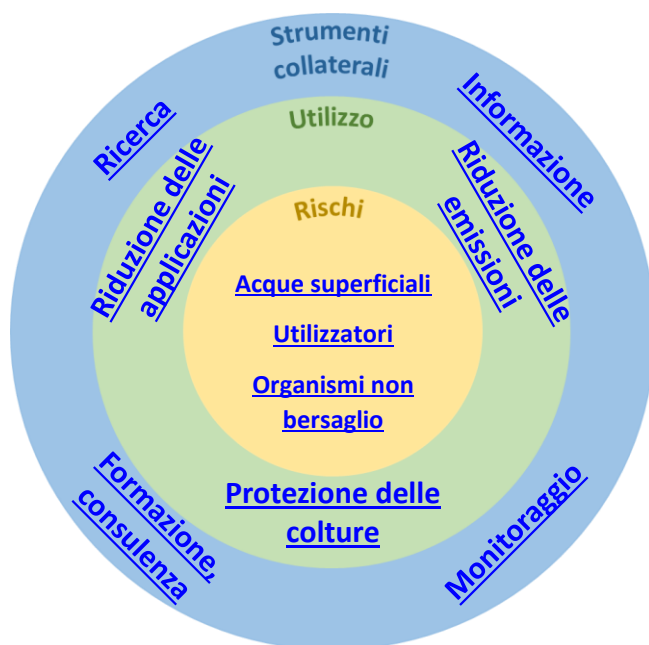 Strumenti
collaterali
Ricerca
Informazione
Utilizzo
Riduzione delle
applicazioni
Riduzione delle
emissioni
Rischi
Acque superficiali
Utilizzatori
Organismi non
bersaglio
Protezione delle
colture
Formazione,
consulenza
Monitoraggio